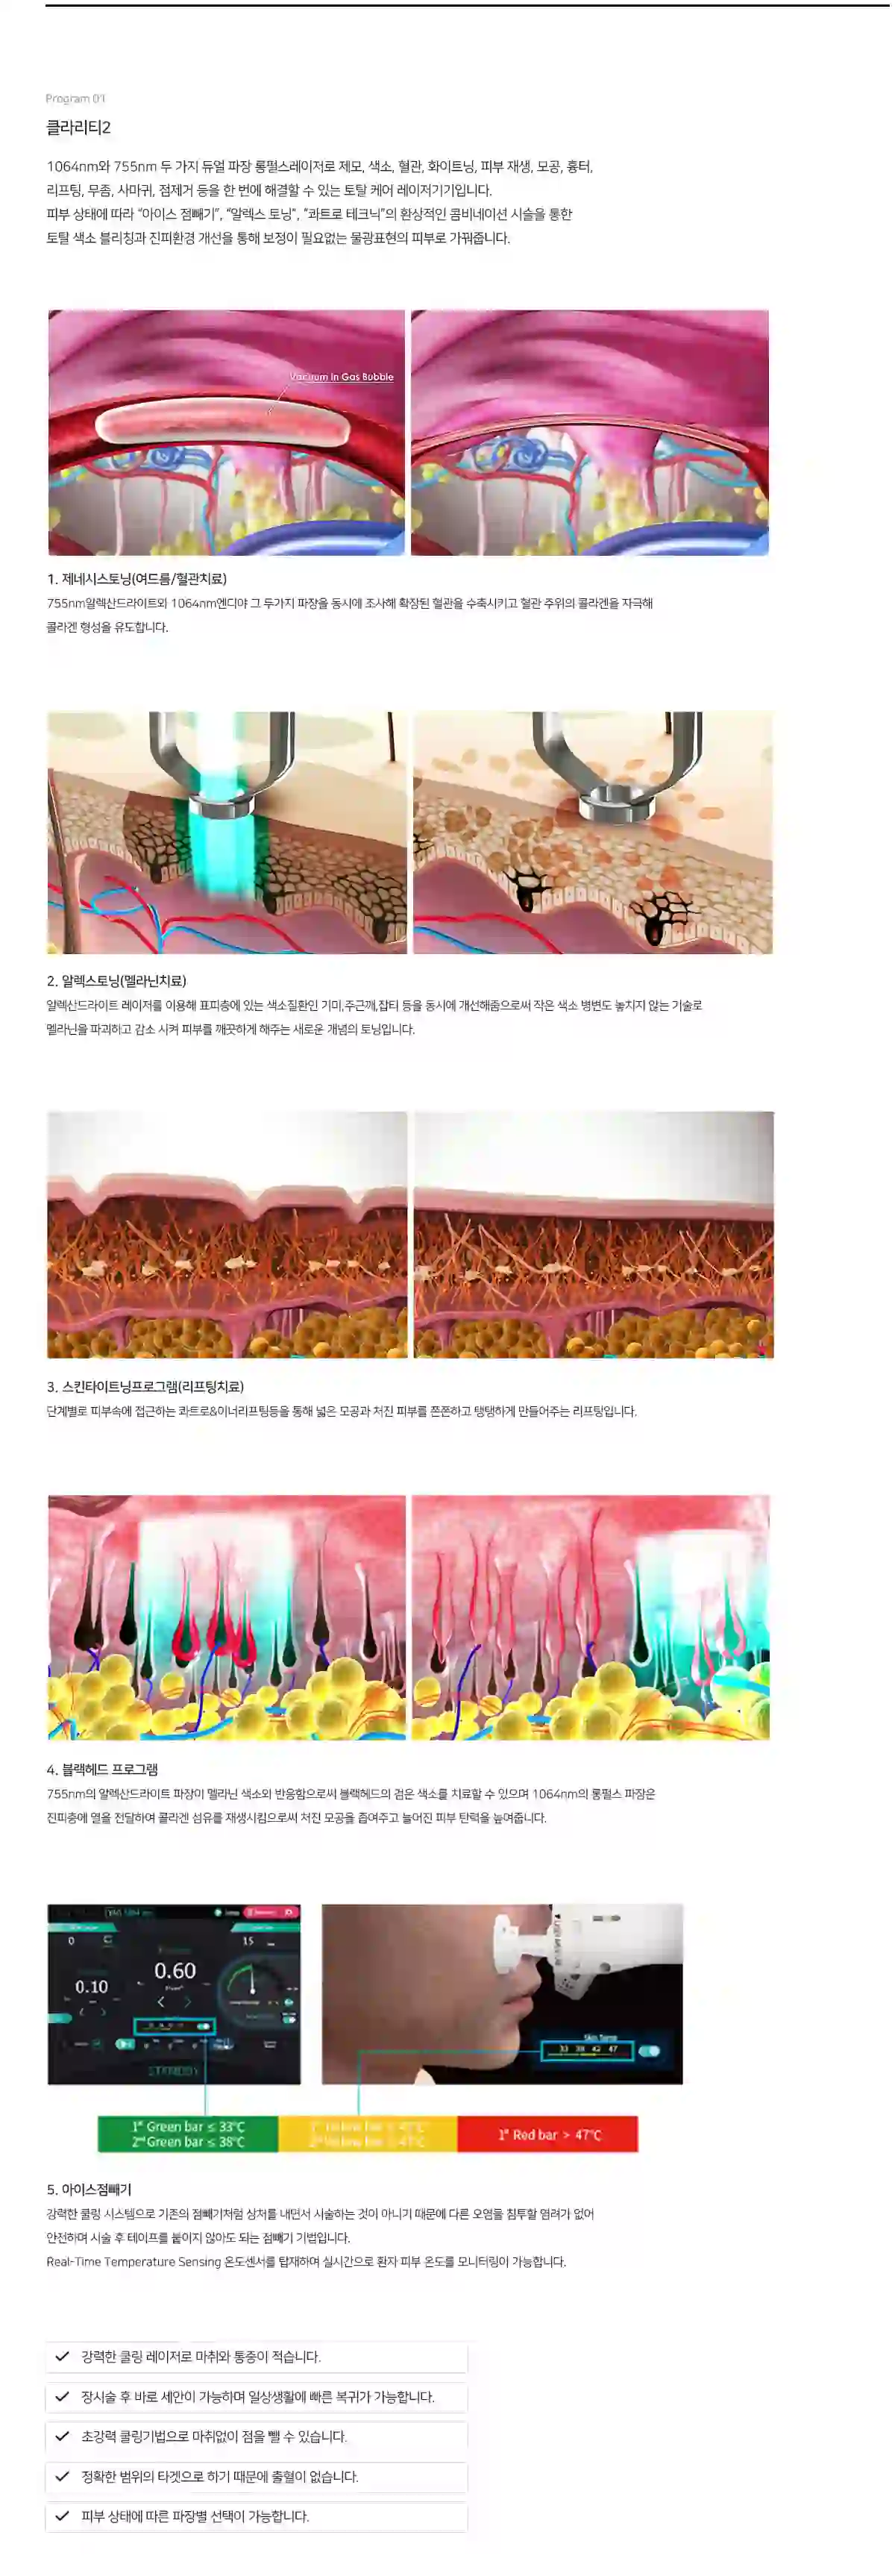 Program 01
클라리티2
1064nm와 755nm 두 가지 듀얼 파장 롱펄스레이저로 제모, 색소, 혈관, 화이트닝, 피부 재생, 모공, 흉터,
리프팅, 무좀, 사마귀, 점제거 등을 한 번에 해결할 수 있는 토탈 케어 레이저기기입니다.
피부 상태에 따라 “아이스 점빼기”, “알렉스 토닝”, “콰트로 테크닉”의 환상적인 콤비네이션 시술을 통한
토탈 색소 블리칭과 진피환경 개선을 통해 보정이 필요없는 물광표현의 피부로 가꿔줍니다.
Vacuum In Gas Bubble
1. 제네시스토닝(여드름/혈관치료)
755nm알렉산드라이트와 1064nm엔디야 그 두가지 파장을 동시에 조사해 확장된 혈관을 수축시키고 혈관 주위의 콜라겐을 자극해
콜라겐 형성을 유도합니다.
2. 알렉스토닝(멜라닌치료)
알렉산드라이트 레이저를 이용해 표피층에 있는 색소질환인 기미,주근깨,잡티 등을 동시에 개선해줌으로써 작은 색소 병변도 놓치지 않는 기술로
멜라닌을 파괴하고 감소 시켜 피부를 깨끗하게 해주는 새로운 개념의 토닝입니다.
3. 스킨타이트닝프로그램(리프팅치료)
단계별로 피부속에 접근하는 콰트로&이너리프팅등을 통해 넓은 모공과 처진 피부를 쫀쫀하고 탱탱하게 만들어주는 리프팅입니다.
4. 블랙헤드 프로그램
755nm의 알렉산드라이트 파장이 멜라닌 색소와 반응함으로써 블랙헤드의 검은 색소를 치료할 수 있으며 1064nm의 롱펄스 파장은
진피층에 열을 전달하여 콜라겐 섬유를 재생시킴으로써 처진 모공을 좁여주고 늘어진 피부 탄력을 높여줍니다.
0 15
0.60
0.10
STANDBY
Skin Temp
33 38 42 47
1st Green bar ≤ 33℃
2nd Green bar ≤ 38℃
1st Red bar > 47℃
5. 아이스점빼기
강력한 쿨링 시스템으로 기존의 점빼기처럼 상처를 내면서 시술하는 것이 아니기 때문에 다른 오염물 침투할 염려가 없어
안전하며 시술 후 테이프를 붙이지 않아도 되는 점빼기 기법입니다.
Real-Time Temperature Sensing 온도센서를 탑재하여 실시간으로 환자 피부 온도를 모니터링이 가능합니다.
강력한 쿨링 레이저로 마취와 통증이 적습니다.
장시술 후 바로 세안이 가능하며 일상생활에 빠른 복귀가 가능합니다.
초강력 쿨링기법으로 마취없이 점을 뺄 수 있습니다.
정확한 범위의 타겟으로 하기 때문에 출혈이 없습니다.
피부 상태에 따른 파장별 선택이 가능합니다.